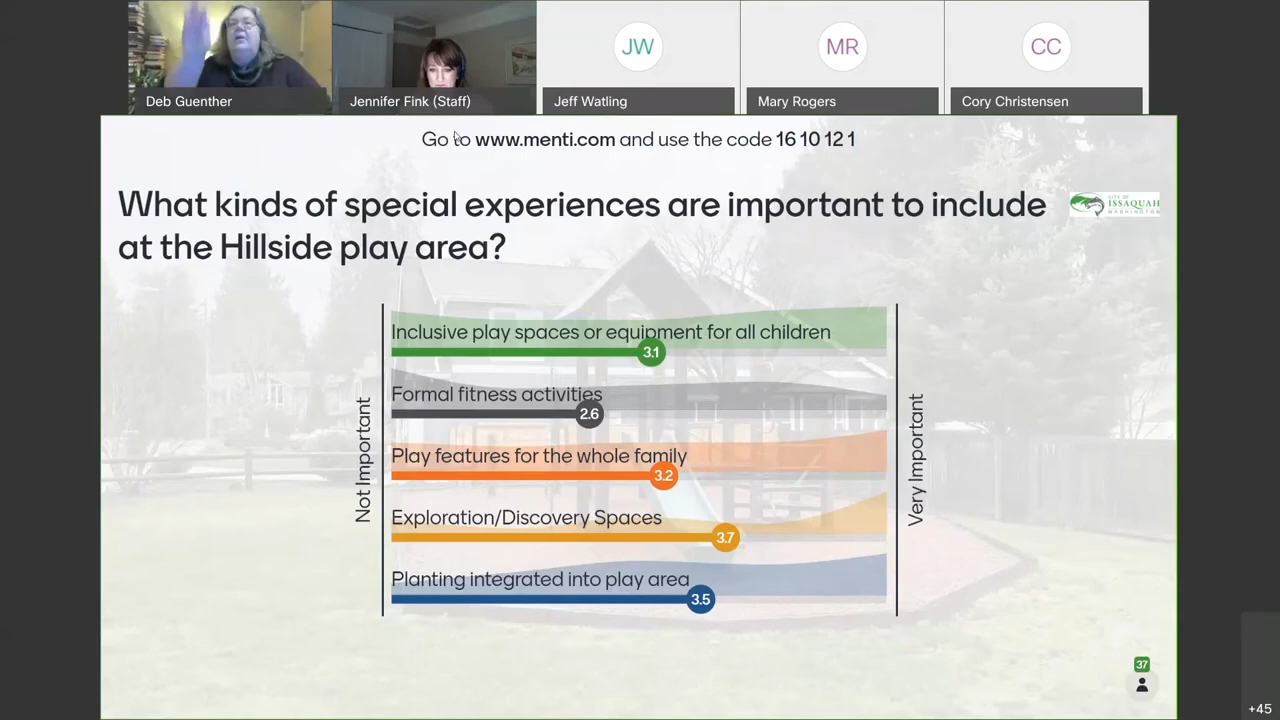 JW
MR
CC
Deb Guenther
Jennifer Fink (Staff)
Jeff Watling
Mary Rogers
Cory Christensen
Go to www.menti.com and use the code 16 10 12 1
What kinds of special experiences are important to include
at the Hillside play area?
CITY OF
ISSAQUAH
WASHINGTON
Inclusive play spaces or equipment for all children
3.1
Formal fitness activities
2.6
Play features for the whole family
3.2
Exploration/Discovery Spaces
3.7
Planting integrated into play area
3.5
Not Important
Very Important
37
+45